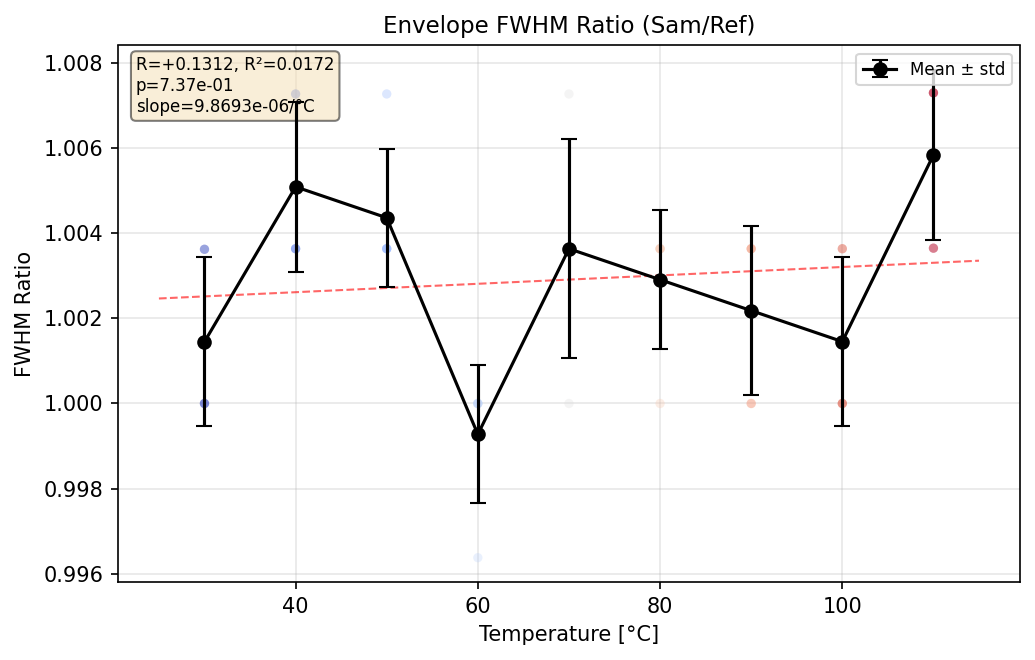 Envelope FWHM Ratio (Sam/Ref)
R=+0.1312, R²=0.0172
p=7.37e-01
slope=9.8693e-06/°C
Mean ± std
FWHM Ratio
1.008
1.006
1.004
1.002
1.000
0.998
0.996
40
60
80
100
Temperature [°C]